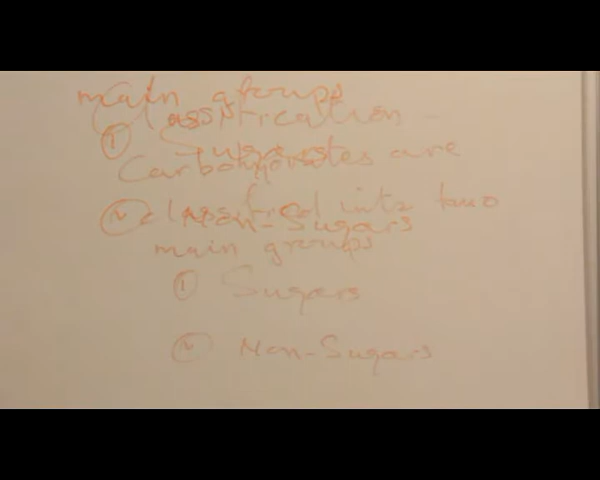 main groups
Classification -
① Sugars
Carbohydrates are
② Non-Sugars
classified into two
main groups
① Sugars
② Non-Sugars